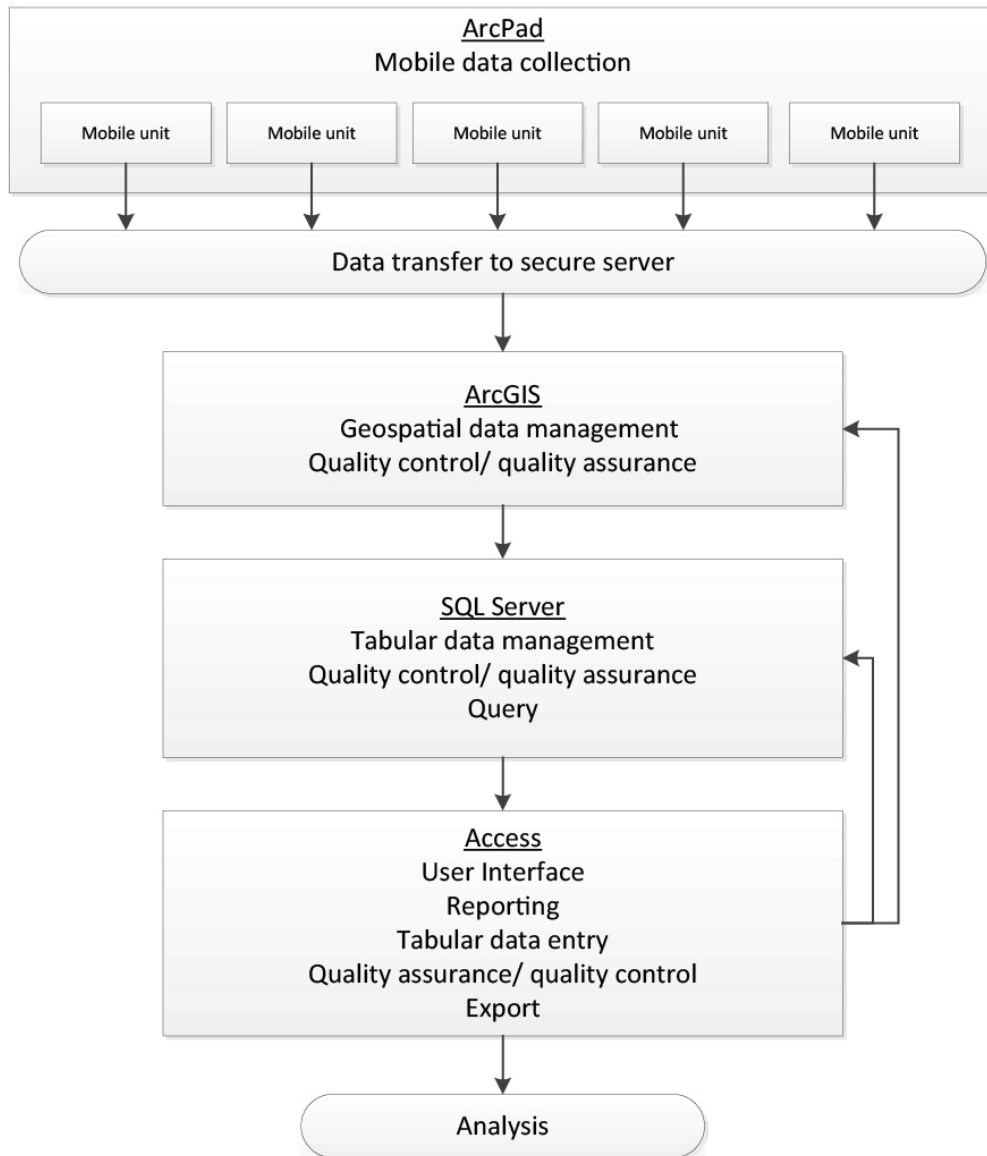 ArcPad
Mobile data collection
Mobile unit
Mobile unit
Mobile unit
Mobile unit
Mobile unit
Data transfer to secure server
ArcGIS
Geospatial data management
Quality control/ quality assurance
SQL Server
Tabular data management
Quality control/ quality assurance
Query
Access
User Interface
Reporting
Tabular data entry
Quality assurance/ quality control
Export
Analysis